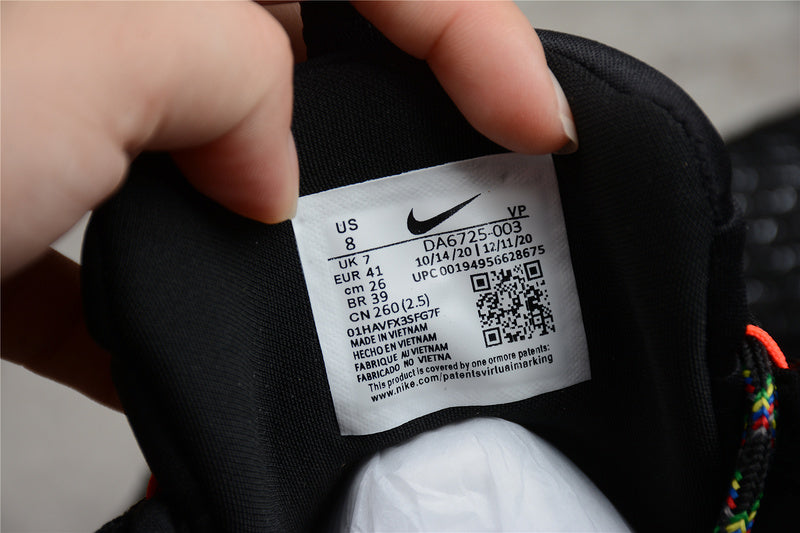 US
8
VP
DA6725-003
UK 7
10/14/20 | 12/11/20
EUR 41
UPC 00194956628675
cm 26
BR 39
CN 260 (2.5)
01HAVFX3SFG7F
MADE IN VIETNAM
HECHO EN VIETNAM
FABRIQUE AU VIETNAM
FABRICADO NO VIETNA
This product is covered by one ormore patents:
www.nike.com/patentsvirtualmarking